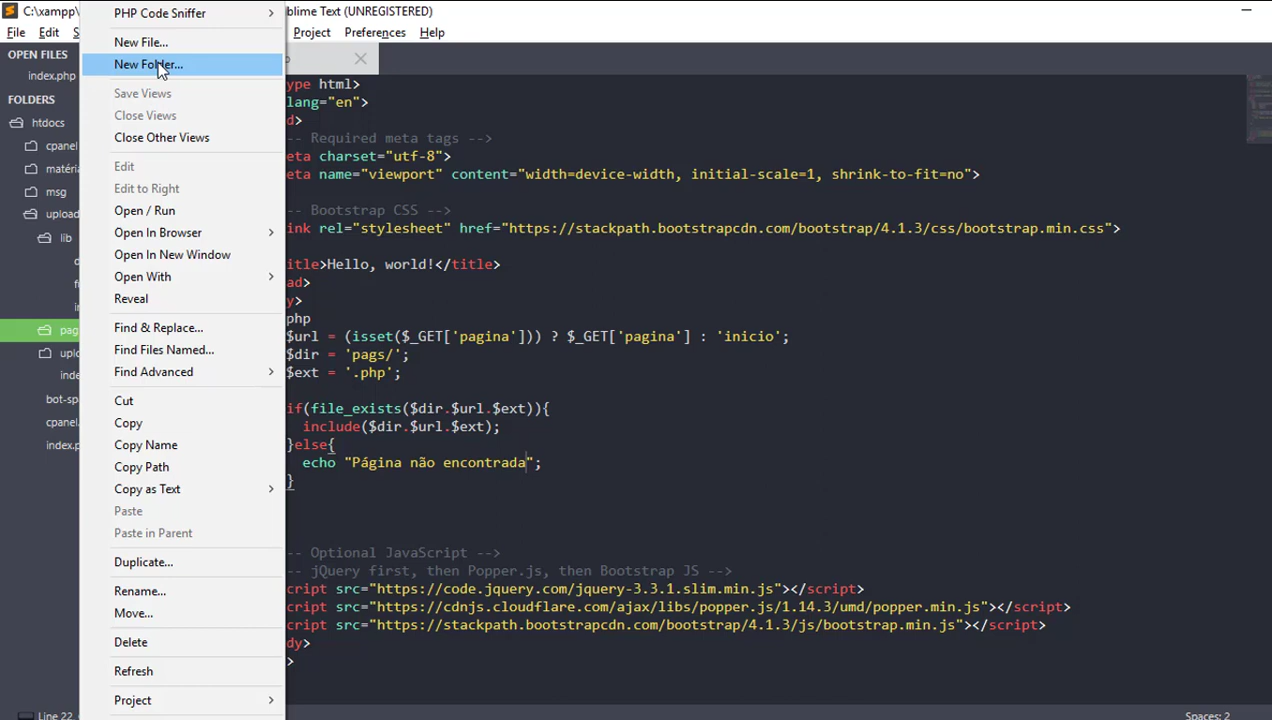 C:\xampp\
blime Text (UNREGISTERED)
File Edit S
Project Preferences Help
OPEN FILES
index.php
FOLDERS
htdocs
cpanel
matéria
msg
upload
lib
pags
uplo
inde
bot-sp
cpanel.
index.p
PHP Code Sniffer
New File...
New Folder...
Save Views
Close Views
Close Other Views
Edit
Edit to Right
Open / Run
Open In Browser
Open In New Window
Open With
Reveal
Find & Replace...
Find Files Named...
Find Advanced
Cut
Copy
Copy Name
Copy Path
Copy as Text
Paste
Paste in Parent
Duplicate...
Rename...
Move...
Delete
Refresh
Project
ype html>
lang="en">
d>
-- Required meta tags -->
eta charset="utf-8">
eta name="viewport" content="width=device-width, initial-scale=1, shrink-to-fit=no">
-- Bootstrap CSS -->
ink rel="stylesheet" href="https://stackpath.bootstrapcdn.com/bootstrap/4.1.3/css/bootstrap.min.css">
itle>Hello, world!</title>
ad>
y>
php
$url = (isset($_GET['pagina'])) ? $_GET['pagina'] : 'inicio';
$dir = 'pags/';
$ext = '.php';
if(file_exists($dir.$url.$ext)){
include($dir.$url.$ext);
}else{
echo "Página não encontrada";
}
-- Optional JavaScript -->
-- jQuery first, then Popper.js, then Bootstrap JS -->
script src="https://code.jquery.com/jquery-3.3.1.slim.min.js"></script>
script src="https://cdnjs.cloudflare.com/ajax/libs/popper.js/1.14.3/umd/popper.min.js"></script>
script src="https://stackpath.bootstrapcdn.com/bootstrap/4.1.3/js/bootstrap.min.js"></script>
dy>
>
Line 22
Spaces: 2